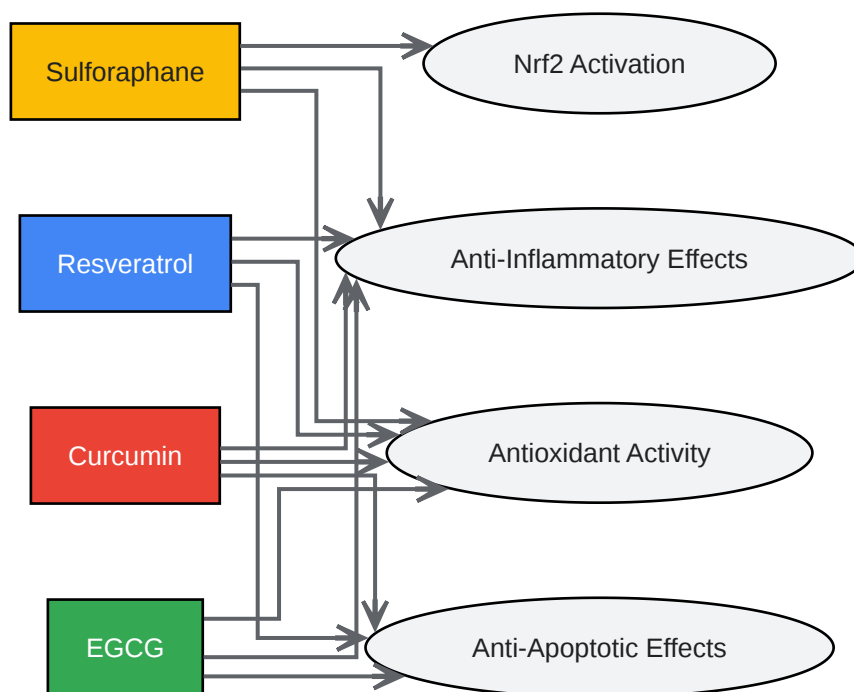 Sulforaphane
Nrf2 Activation
Resveratrol
Anti-Inflammatory Effects
Curcumin
Antioxidant Activity
EGCG
Anti-Apoptotic Effects